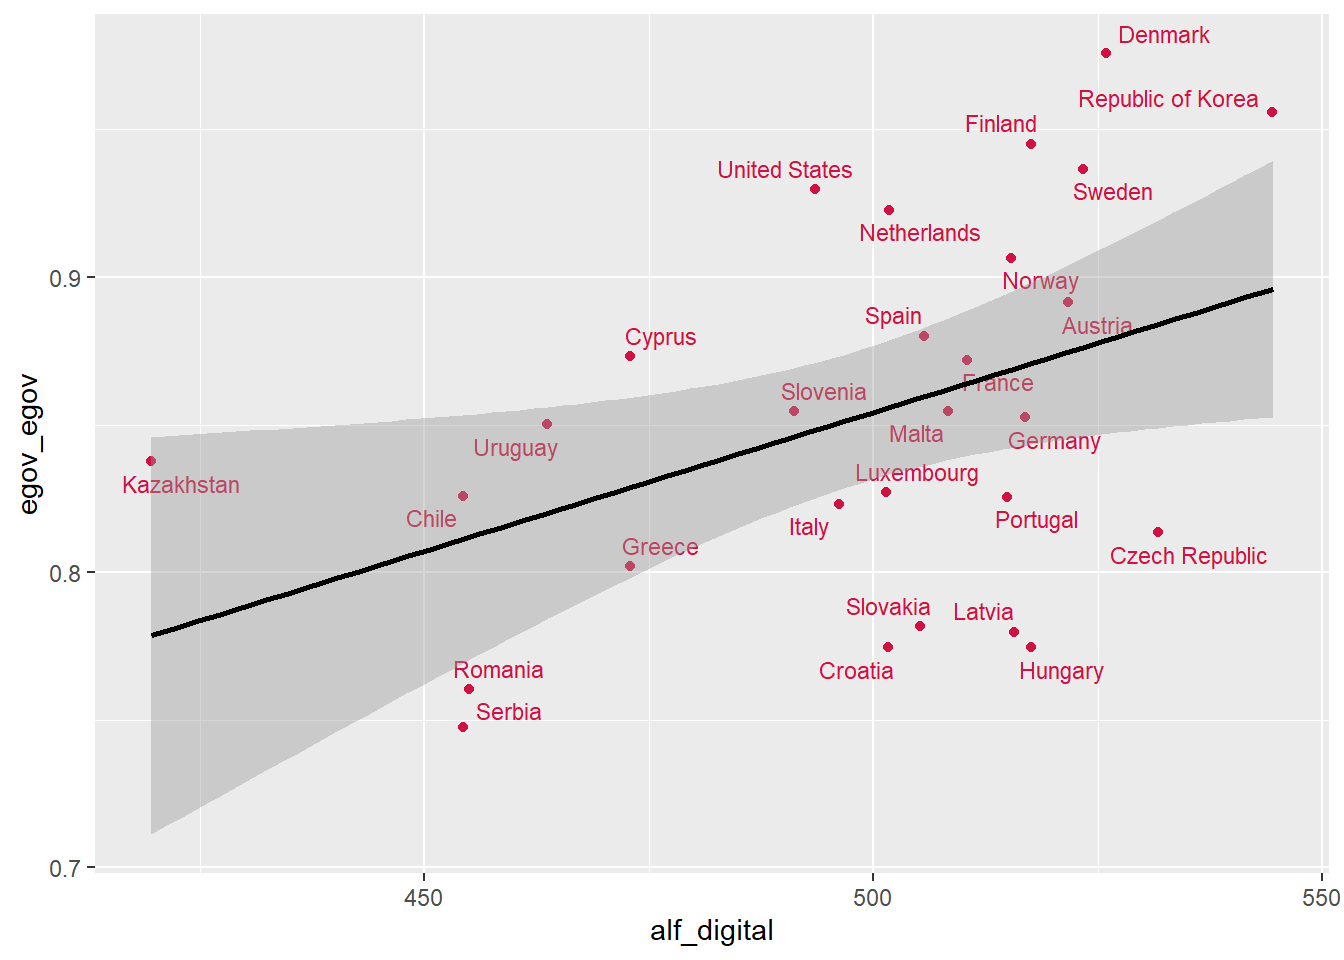 Denmark
Republic of Korea
Finland
United States
Sweden
Netherlands
Norway
0.9
Spain
Austria
Cyprus
France
Slovenia
Malta
Germany
Uruguay
Luxembourg
Kazakhstan
Chile
Italy
Portugal
Greece
Czech Republic
0.8
Slovakia
Latvia
Croatia
Hungary
Romania
Serbia
0.7
egov_egov
450
500
550
alf_digital